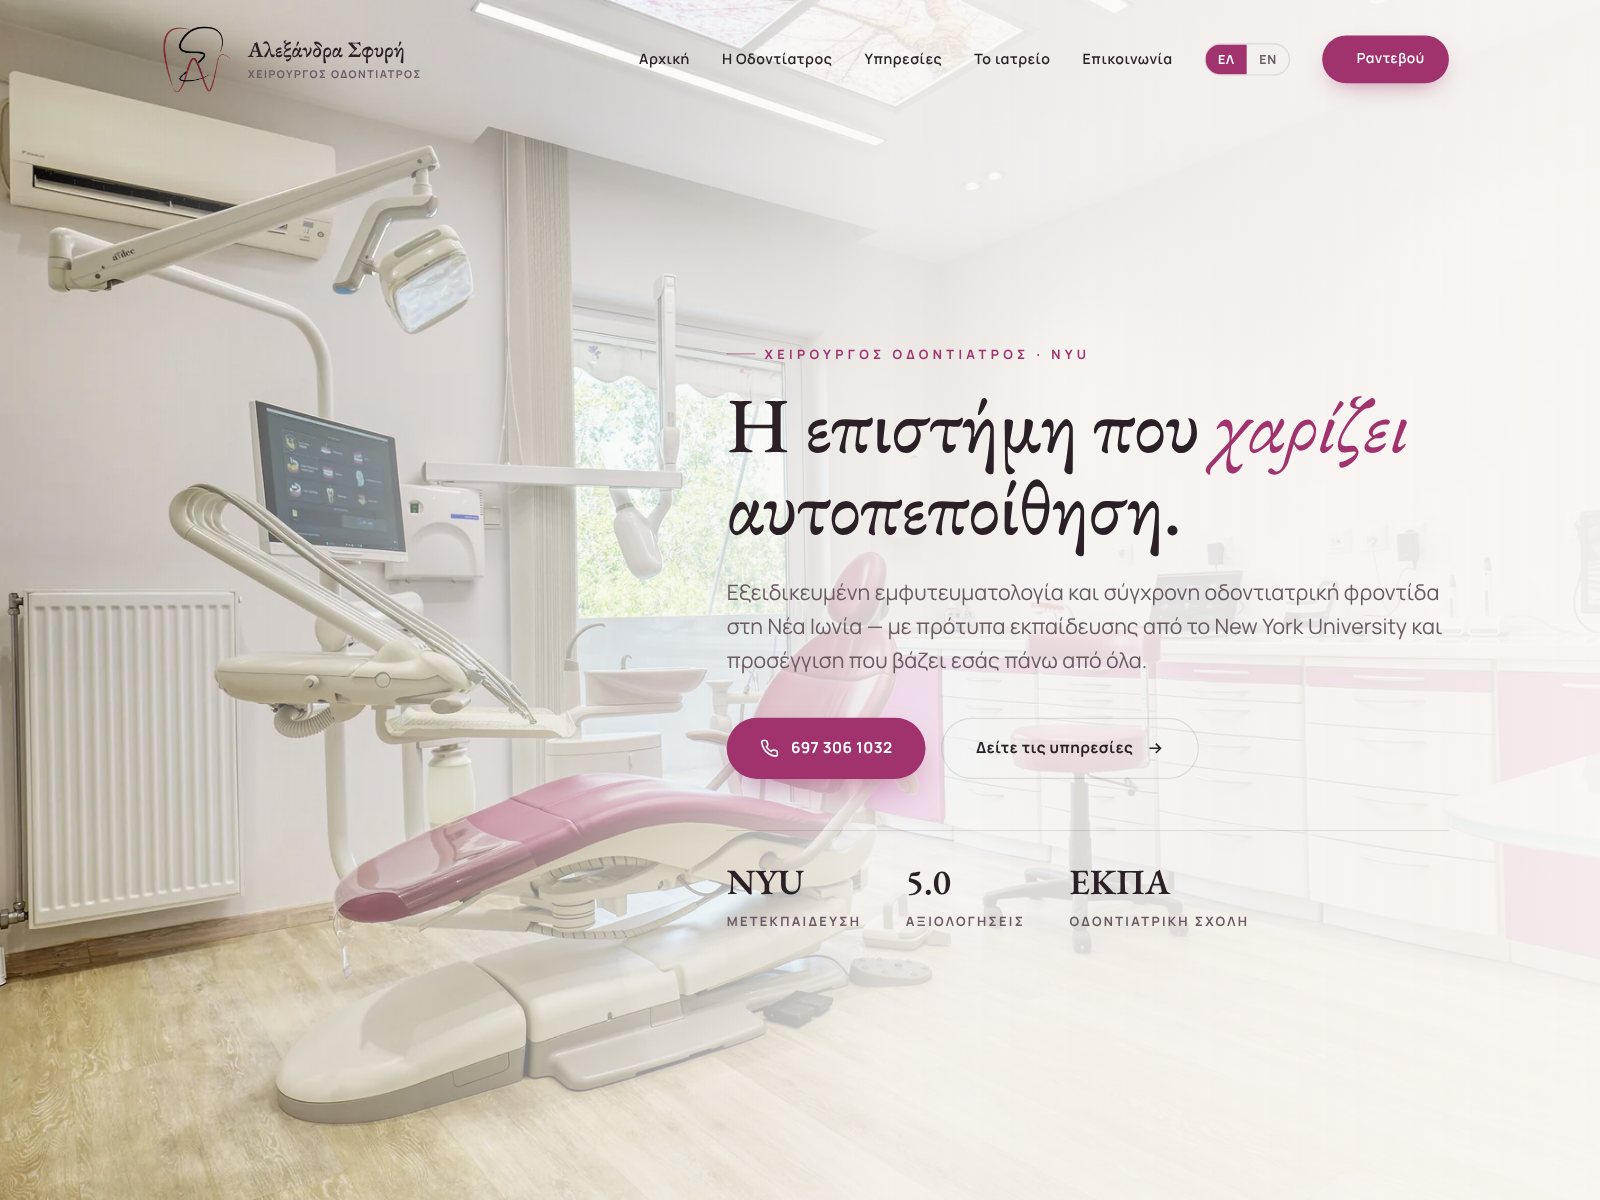 Αλεξάνδρα Σφυρή
ΧΕΙΡΟΥΡΓΟΣ ΟΔΟΝΤΙΑΤΡΟΣ
Αρχική Η Οδοντίατρος Υπηρεσίες Το ιατρείο Επικοινωνία ΕΛ EN Ραντεβού
ΧΕΙΡΟΥΡΓΟΣ ΟΔΟΝΤΙΑΤΡΟΣ · NYU
Η επιστήμη που χαρίζει
αυτοπεποίθηση.
Εξειδικευμένη εμφυτευματολογία και σύγχρονη οδοντιατρική φροντίδα
στη Νέα Ιωνία — με πρότυπα εκπαίδευσης από το New York University και
προσέγγιση που βάζει εσάς πάνω από όλα.
697 306 1032 Δείτε τις υπηρεσίες →
NYU 5.0 ΕΚΠΑ
ΜΕΤΕΚΠΑΙΔΕΥΣΗ ΑΞΙΟΛΟΓΗΣΕΙΣ ΟΔΟΝΤΙΑΤΡΙΚΗ ΣΧΟΛΗ